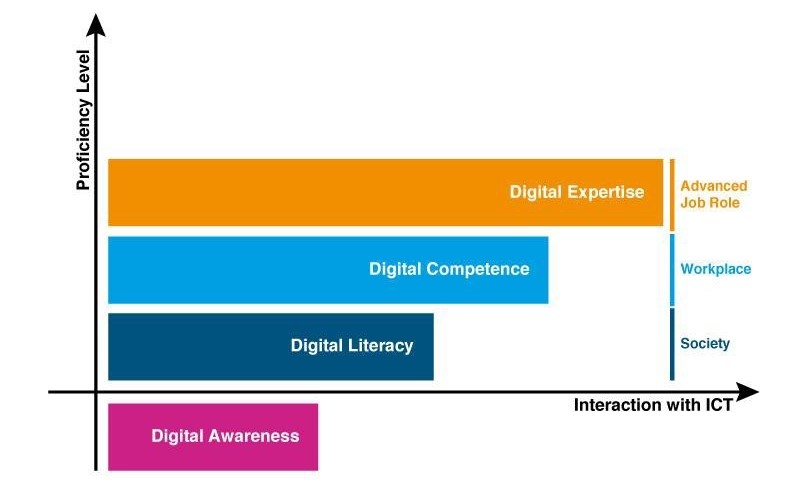 Proficiency Level
Digital Expertise
Advanced
Job Role
Digital Competence
Workplace
Digital Literacy
Society
Interaction with ICT
Digital Awareness